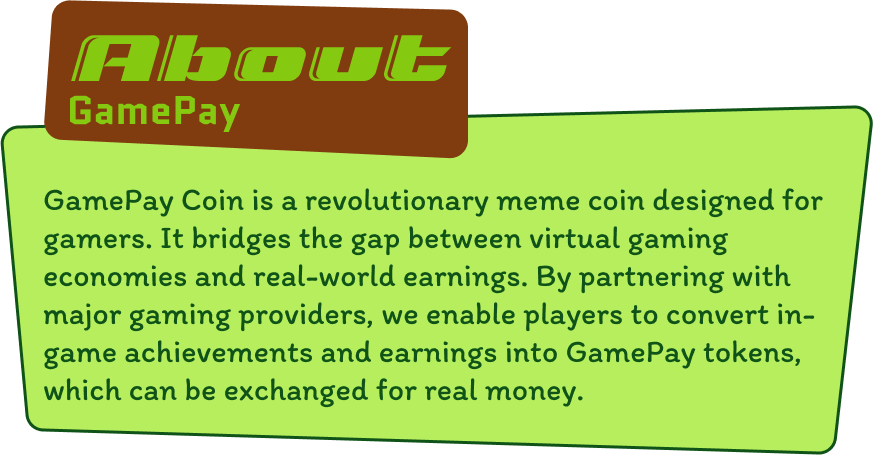 About
GamePay
GamePay Coin is a revolutionary meme coin designed for
gamers. It bridges the gap between virtual gaming
economies and real-world earnings. By partnering with
major gaming providers, we enable players to convert in-
game achievements and earnings into GamePay tokens,
which can be exchanged for real money.